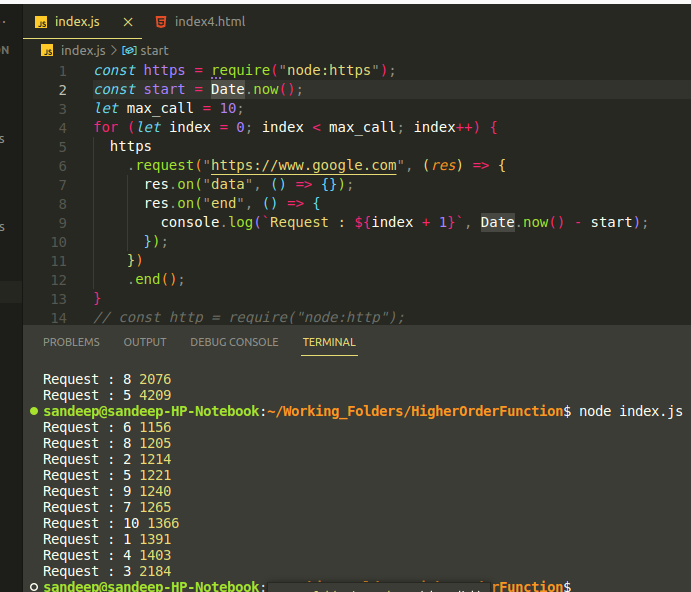 index.js
index4.html
ON
index.js > start
1 const https = require("node:https");
2 const start = Date.now();
3 let max_call = 10;
4 for (let index = 0; index < max_call; index++) {
5 https
6 .request("https://www.google.com", (res) => {
7 res.on("data", () => {});
8 res.on("end", () => {
9 console.log(`Request : ${index + 1}`, Date.now() - start);
10 });
11 })
12 .end();
13 }
14 // const http = require("node:http");
PROBLEMS OUTPUT DEBUG CONSOLE TERMINAL
Request : 8 2076
Request : 5 4209
sandeep@sandeep-HP-Notebook:~/Working_Folders/HigherOrderFunction$ node index.js
Request : 6 1156
Request : 8 1205
Request : 2 1214
Request : 5 1221
Request : 9 1240
Request : 7 1265
Request : 10 1366
Request : 1 1391
Request : 4 1403
Request : 3 2184
sandeep@sandeep-HP-Notebook: